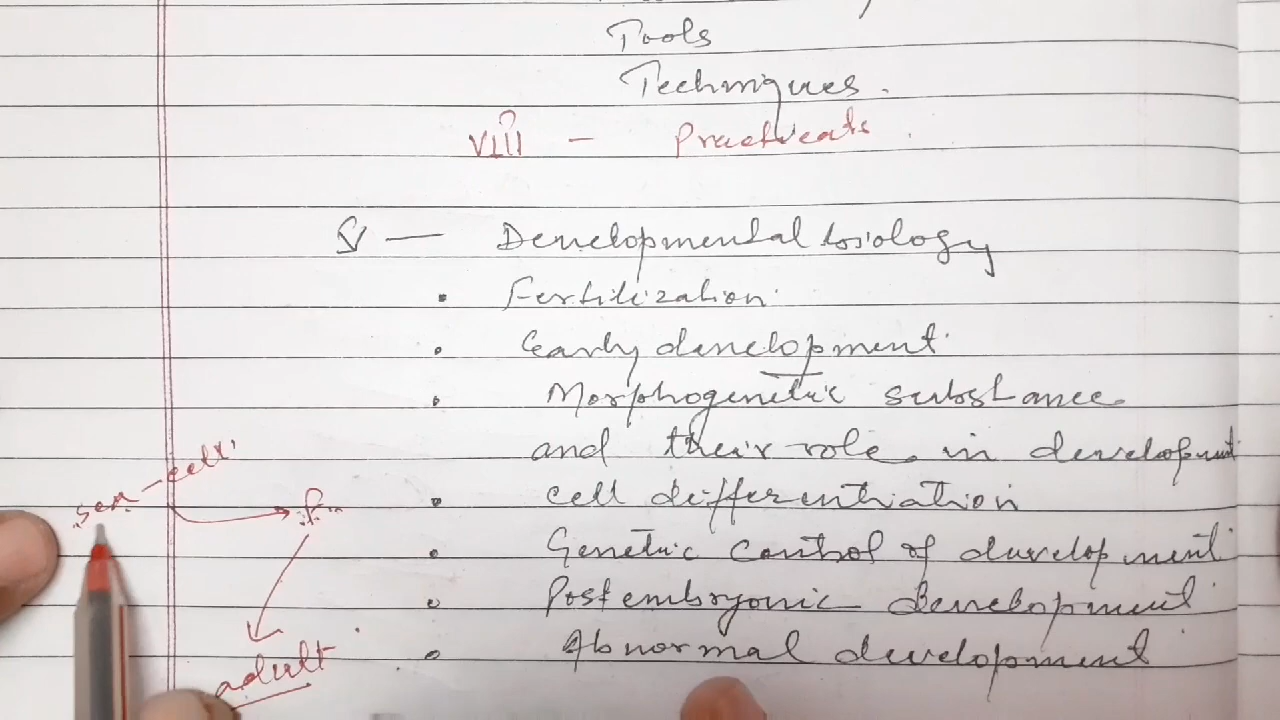 Tools
Techniques.
VIII - Practicals.
V - Developmental biology
• Fertilization
• Early development
• Morphogenetic substance
and their role in development
• cell differentiation
• Genetic control of development
• Post embryonic development
• Abnormal development
sex-cell
f
adult